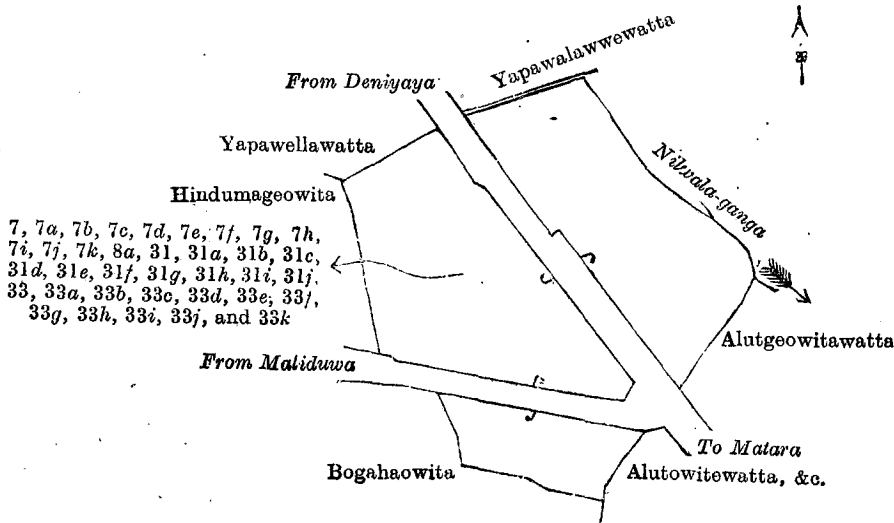 Yapawalawwewatta
From Deniyaya
Yapawellawatta
Nilwala-ganga
Hindumageowita
7, 7a, 7b, 7c, 7d, 7e, 7f, 7g, 7h,
7i, 7j, 7k, 8a, 31, 31a, 31b, 31c,
31d, 31e, 31f, 31g, 31h, 31i, 31j,
33, 33a, 33b, 33c, 33d, 33e, 33f,
33g, 33h, 33i, 33j, and 33k
Alutgeowitawatta
From Maliduwa
To Matara
Bogahaowita
Alutowitewatta, &c.